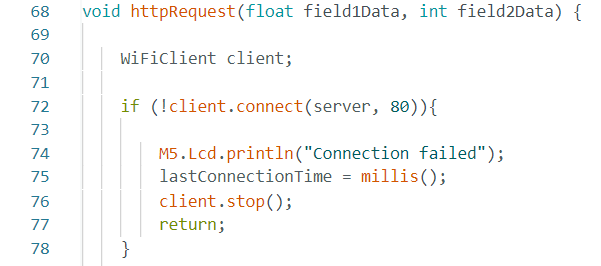 68 void httpRequest(float field1Data, int field2Data) {
69
70 WiFiClient client;
71
72 if (!client.connect(server, 80)){
73
74 M5.Lcd.println("Connection failed");
75 lastConnectionTime = millis();
76 client.stop();
77 return;
78 }